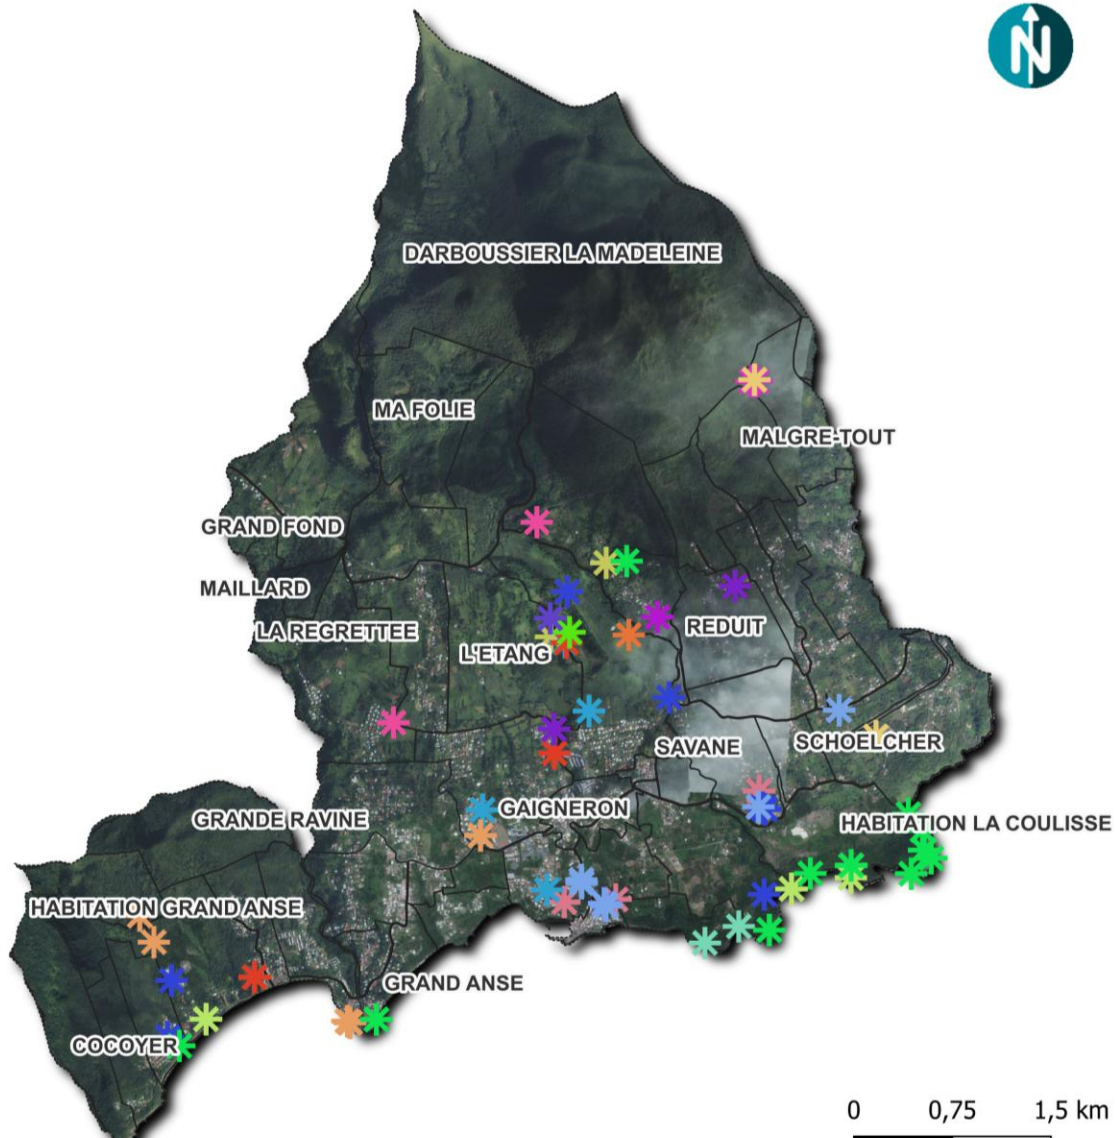 N
DARBOUSSIER LA MADELEINE
MA FOLIE
MALGRE-TOUT
GRAND FOND
MAILLARD
LA REGRETTEE
REDUIT
L'ETANG
SAVANE
SCHOELCHER
GAIGNERON
GRANDE RAVINE
HABITATION LA COULISSE
HABITATION GRAND ANSE
GRAND ANSE
COCOYER
0 0,75 1,5 km